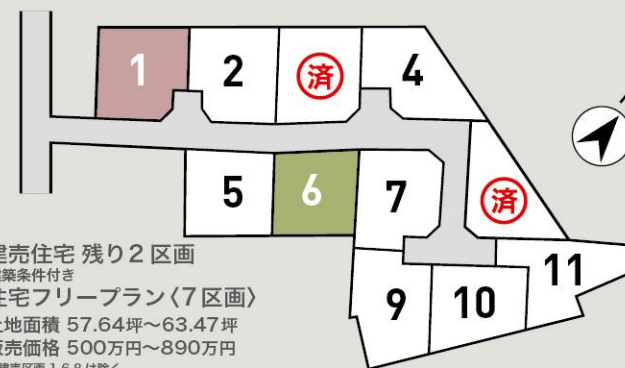 1
2
済
4
5
6
7
済
9
10
11
建売住宅 残り2区画
建築条件付き
住宅フリープラン〈7区画〉
土地面積 57.64坪〜63.47坪
販売価格 500万円〜890万円